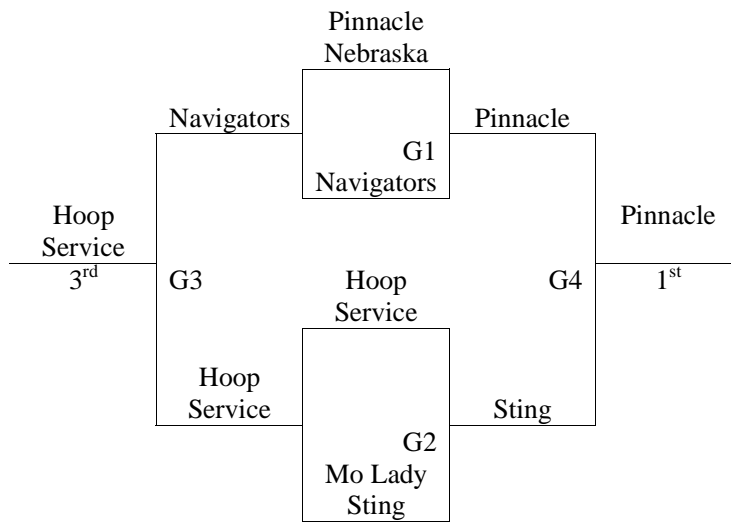 Pinnacle
Nebraska
Navigators
Pinnacle
G1
Navigators
Hoop
Service
Pinnacle
3rd
G3
Hoop
Service
G4
1st
Hoop
Service
Sting
G2
Mo Lady
Sting